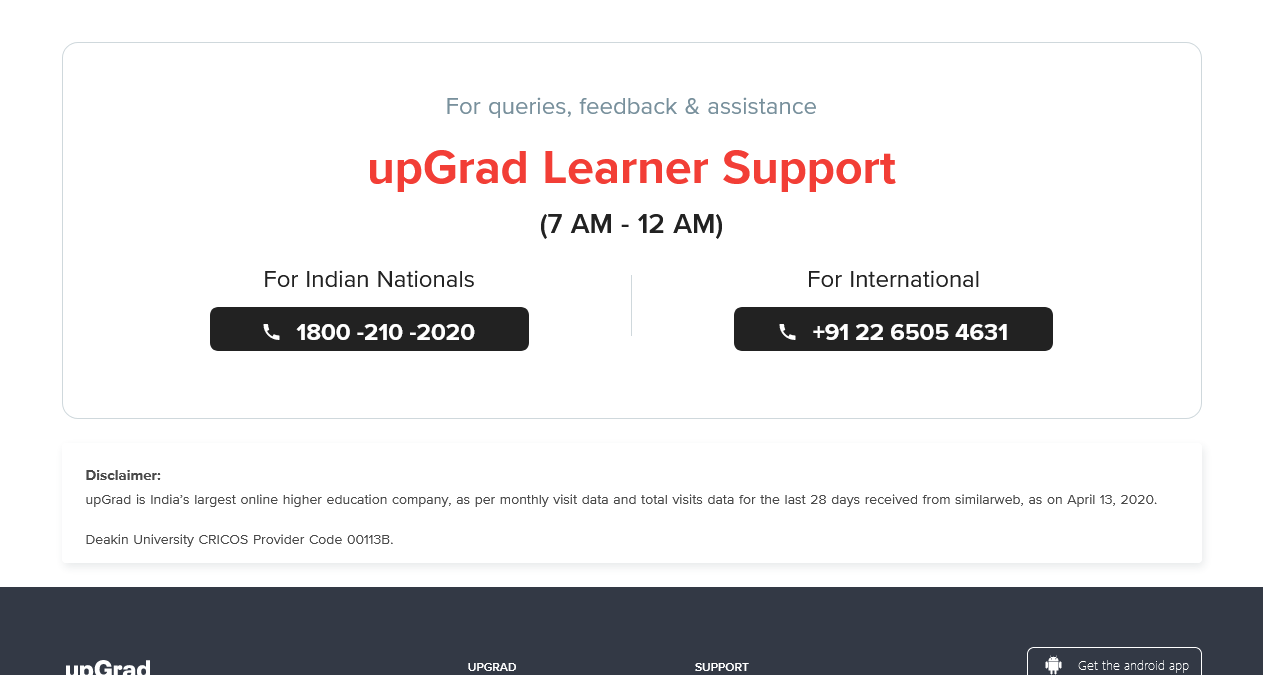 For queries, feedback & assistance
upGrad Learner Support
(7 AM - 12 AM)
For Indian Nationals
1800 -210 -2020
For International
+91 22 6505 4631
Disclaimer:
upGrad is India's largest online higher education company, as per monthly visit data and total visits data for the last 28 days received from similarweb, as on April 13, 2020.
Deakin University CRICOS Provider Code 00113B.
upGrad
UPGRAD
SUPPORT
Get the android app